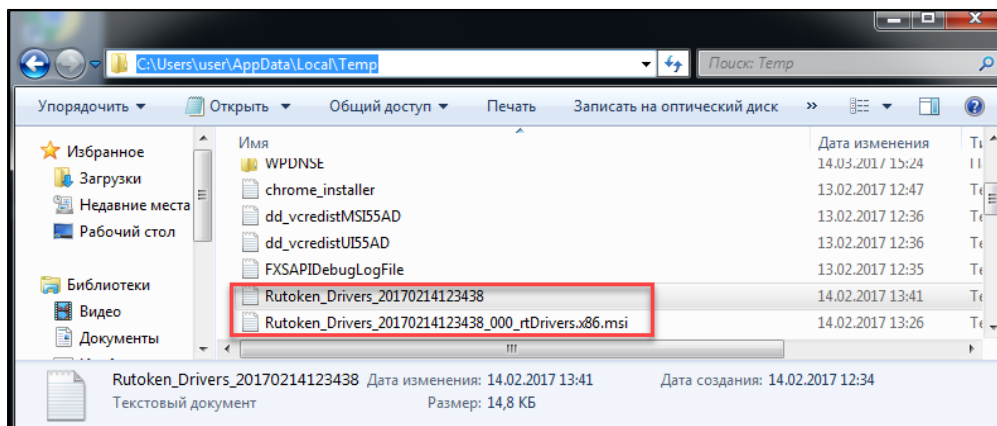 C:\Users\user\AppData\Local\Temp
Поиск: Temp
Упорядочить
Открыть
Общий доступ
Печать
Записать на оптический диск
»
Избранное
Загрузки
Недавние места
Рабочий стол
Библиотеки
Видео
Документы
Имя Дата изменения
WPDNSE 14.03.2017 15:24
chrome_installer 13.02.2017 12:47
dd_vcredistMSI55AD 13.02.2017 12:36
dd_vcredistUI55AD 13.02.2017 12:36
FXSAPIDebugLogFile 13.02.2017 12:35
Rutoken_Drivers_20170214123438 14.02.2017 13:41
Rutoken_Drivers_20170214123438_000_rtDrivers.x86.msi 14.02.2017 13:26
Rutoken_Drivers_20170214123438 Дата изменения: 14.02.2017 13:41 Дата создания: 14.02.2017 12:34
Текстовый документ Размер: 14,8 КБ